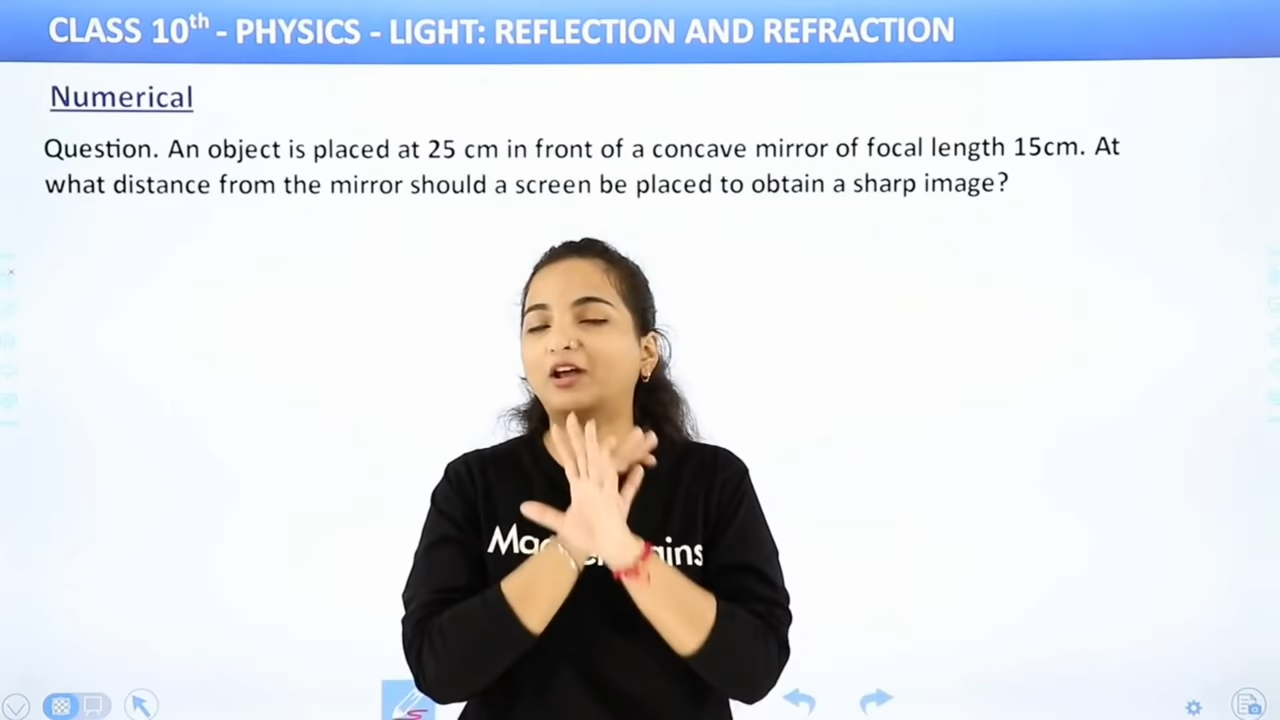 CLASS 10th - PHYSICS - LIGHT: REFLECTION AND REFRACTION
Numerical
Question. An object is placed at 25 cm in front of a concave mirror of focal length 15cm. At
what distance from the mirror should a screen be placed to obtain a sharp image?